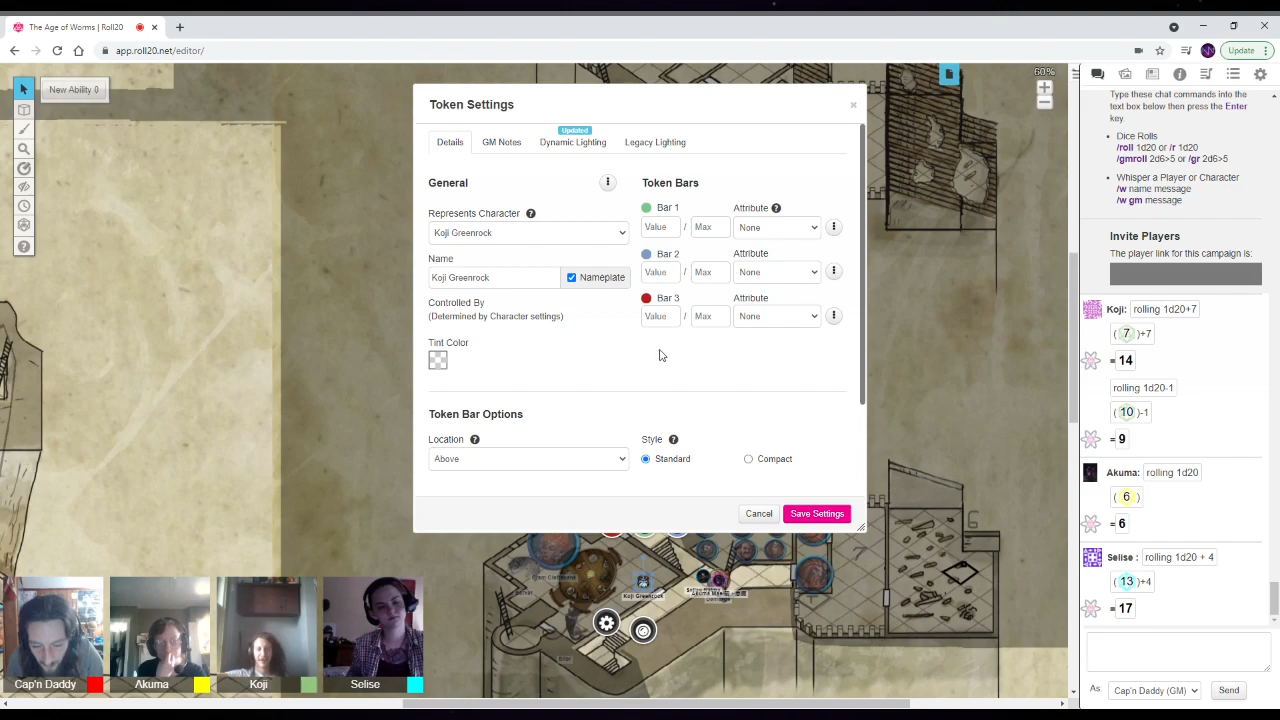 The Age of Worms | Roll20
app.roll20.net/editor/
Update
New Ability 0
60%
Token Settings
Updated
Details
GM Notes
Dynamic Lighting
Legacy Lighting
General
Represents Character
Koji Greenrock
Name
Koji Greenrock
Nameplate
Controlled By
(Determined by Character settings)
Tint Color
Token Bars
Bar 1
Attribute
Value / Max
None
Bar 2
Attribute
Value / Max
None
Bar 3
Attribute
Value / Max
None
Token Bar Options
Location
Above
Style
Standard
Compact
Cancel
Save Settings
Koji Greenrock
6
7
Cap'n Daddy
Akuma
Koji
Selise
Type these chat commands into the
text box below then press the Enter
key.
• Dice Rolls
/roll 1d20 or /r 1d20
/gmroll 2d6>5 or /gr 2d6>5
• Whisper a Player or Character
/w name message
/w gm message
Invite Players
The player link for this campaign is:
Koji: rolling 1d20+7
(7)+7
=14
rolling 1d20-1
(10)-1
=9
Akuma: rolling 1d20
(6)
=6
Selise : rolling 1d20 + 4
(13)+4
=17
As: Cap'n Daddy (GM)
Send